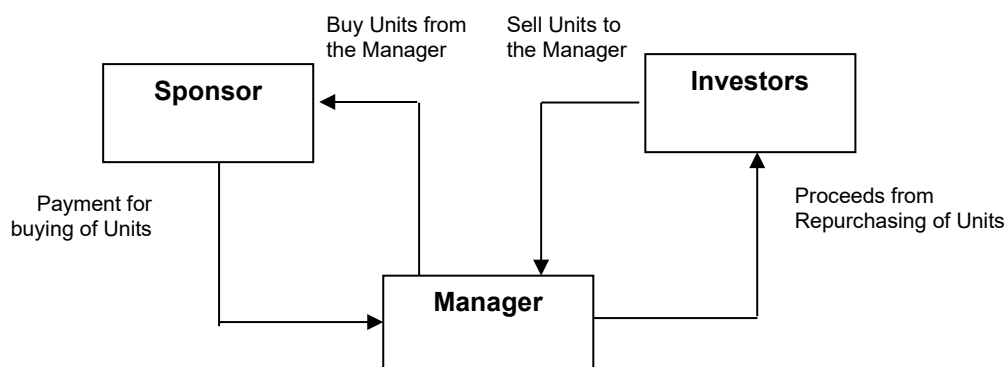 Buy Units from
the Manager
Sell Units to
the Manager
Sponsor
Investors
Payment for
buying of Units
Proceeds from
Repurchasing of Units
Manager